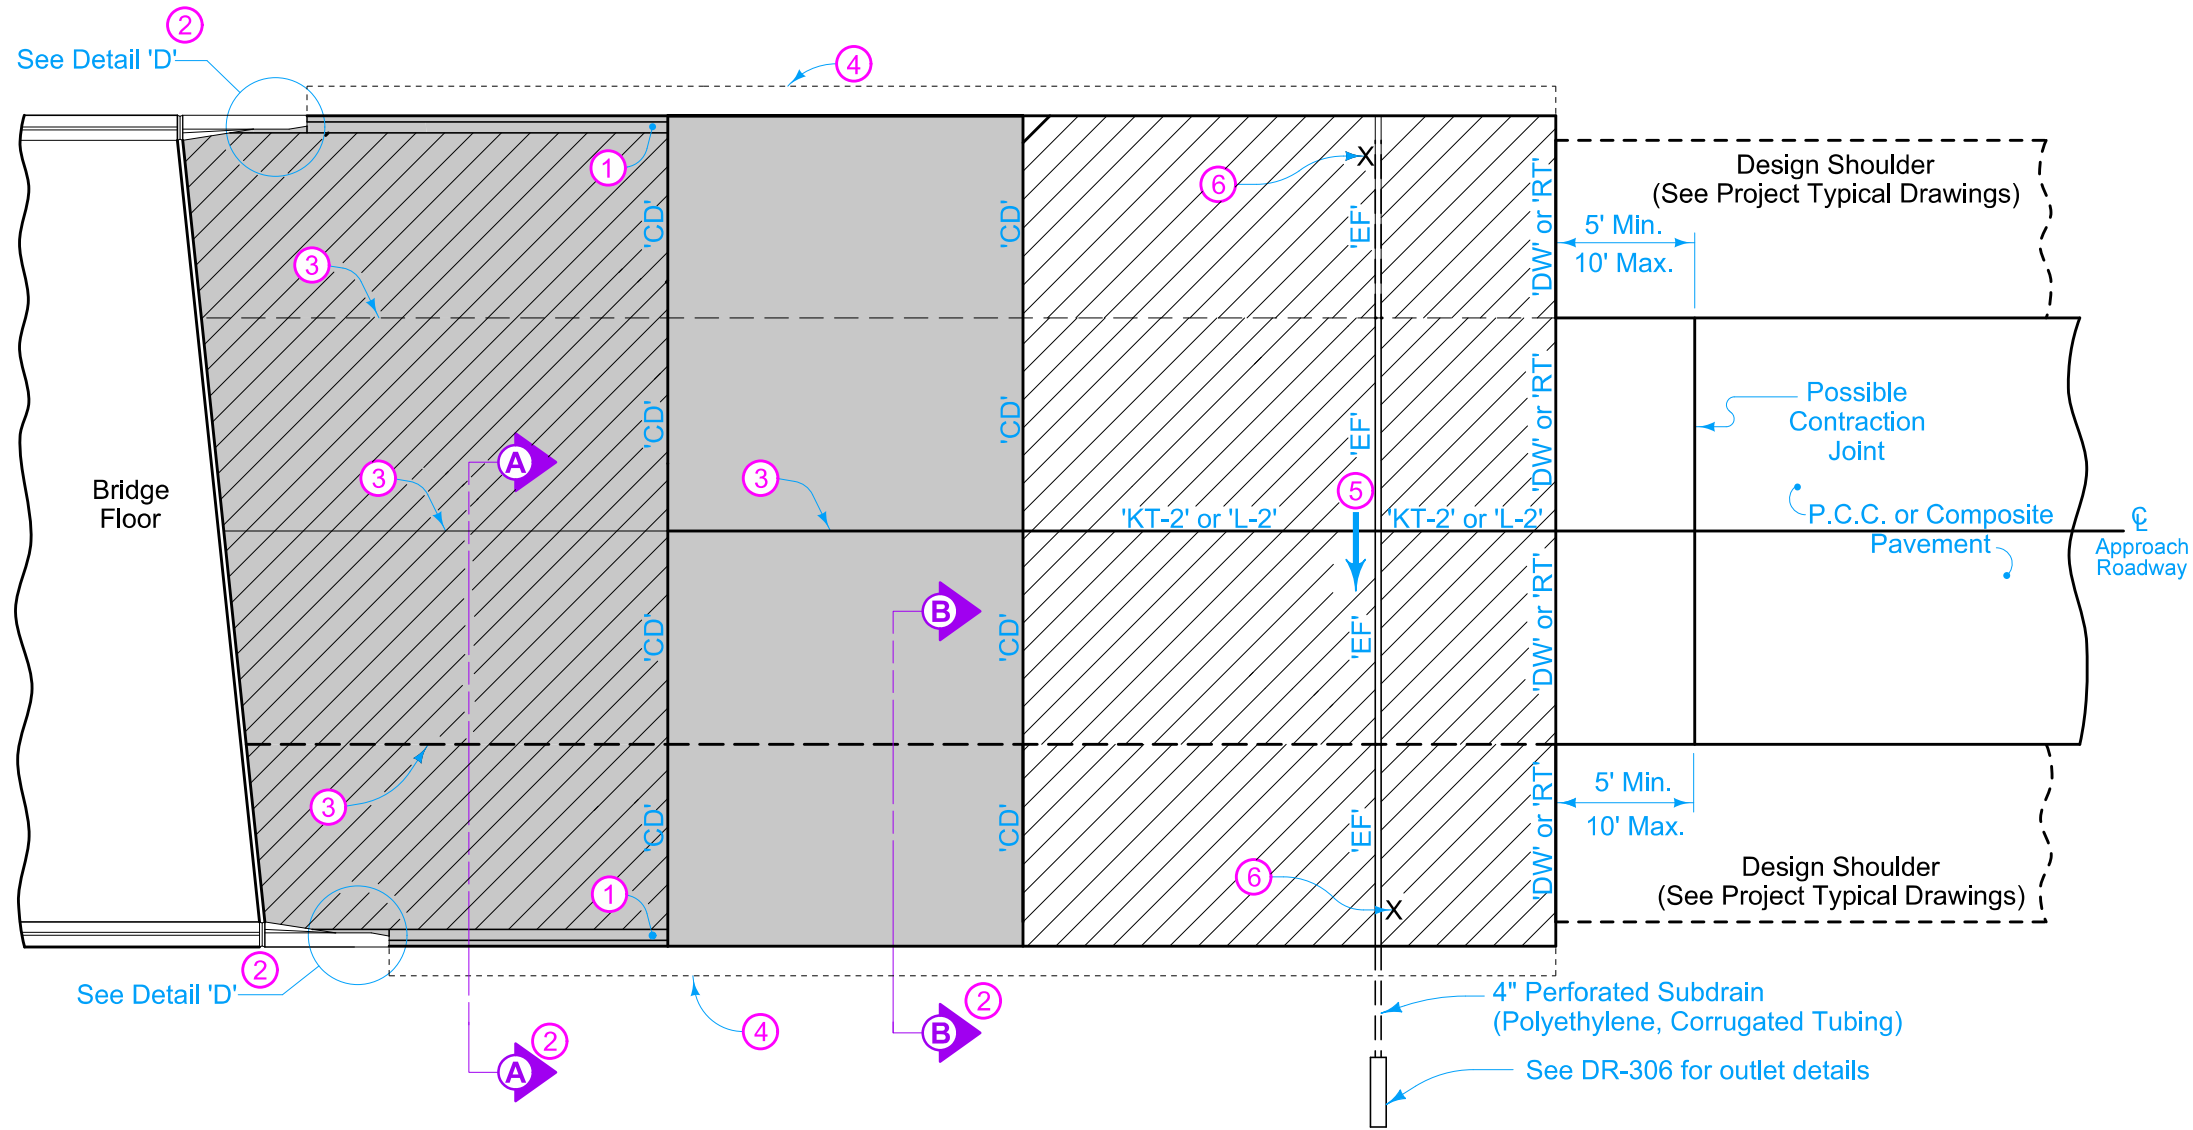 2
See Detail 'D'
4
1
6
'CD'
'CD'
'EF'
'DW' or 'RT'
Design Shoulder
(See Project Typical Drawings)
5' Min.
10' Max.
3
'CD'
'CD'
'EF'
'DW' or 'RT'
Possible
Contraction
Joint
A
3
3
5
Bridge
Floor
'KT-2' or 'L-2'
'KT-2' or 'L-2'
P.C.C. or Composite
Pavement
℄
Approach
Roadway
B
'CD'
'CD'
'EF'
'DW' or 'RT'
3
'CD'
'CD'
'EF'
'DW' or 'RT'
5' Min.
10' Max.
1
6
Design Shoulder
(See Project Typical Drawings)
X
X
2
See Detail 'D'
2
B
4
2
A
4" Perforated Subdrain
(Polyethylene, Corrugated Tubing)
See DR-306 for outlet details